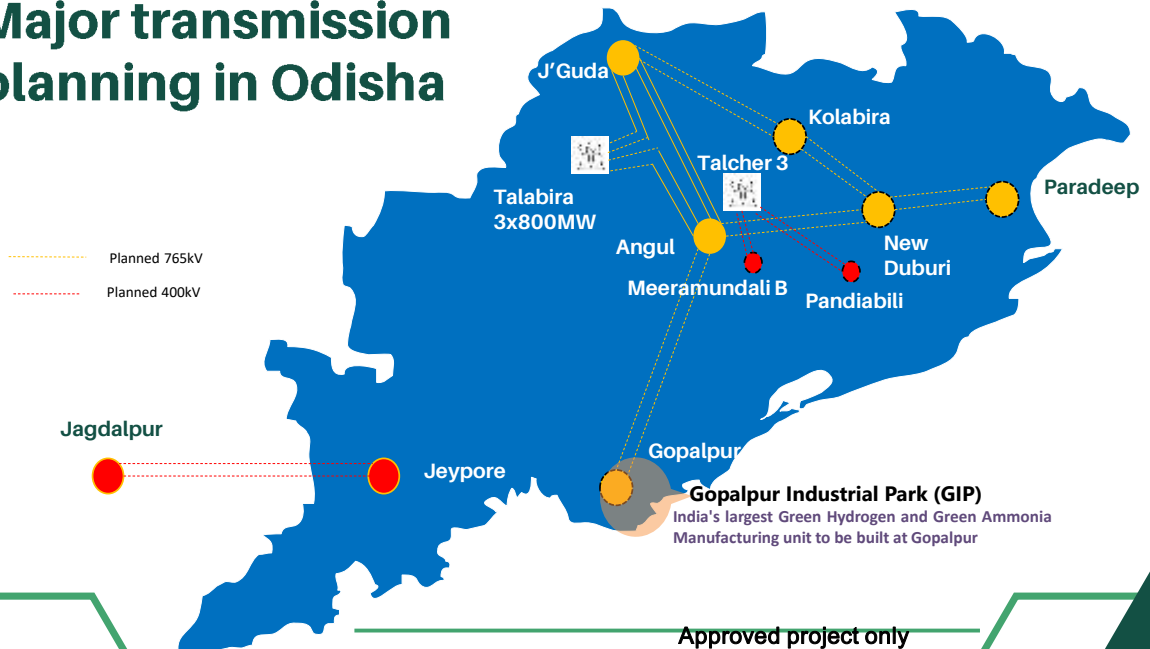 Major transmission
planning in Odisha
J’Guda
Kolabira
Talcher 3
Paradeep
Talabira
3x800MW
Angul
New
Duburi
Planned 765kV
Meeramundali B
Planned 400kV
Pandiabili
Jagdalpur
Gopalpur
Jeypore
Gopalpur Industrial Park (GIP)
India's largest Green Hydrogen and Green Ammonia
Manufacturing unit to be built at Gopalpur
Approved project only